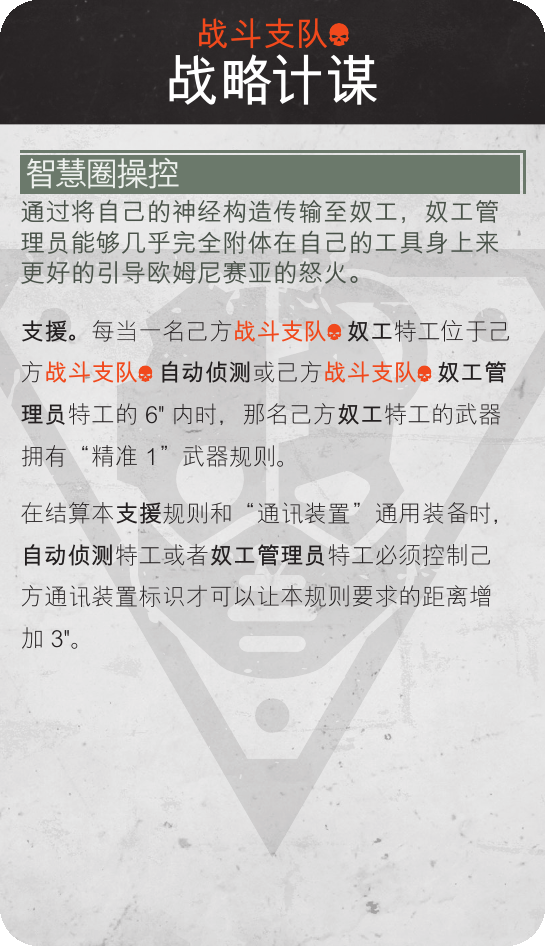 战斗支队
战略计谋
智慧圈操控
通过将自己的神经构造传输至奴工，奴工管
理员能够几乎完全附体在自己的工具身上来
更好的引导欧姆尼赛亚的怒火。
支援。每当一名己方战斗支队 奴工特工位于己
方战斗支队 自动侦测或己方战斗支队 奴工管
理员特工的 6" 内时，那名己方奴工特工的武器
拥有“精准 1”武器规则。
在结算本支援规则和“通讯装置”通用装备时，
自动侦测特工或者奴工管理员特工必须控制己
方通讯装置标识才可以让本规则要求的距离增
加 3"。